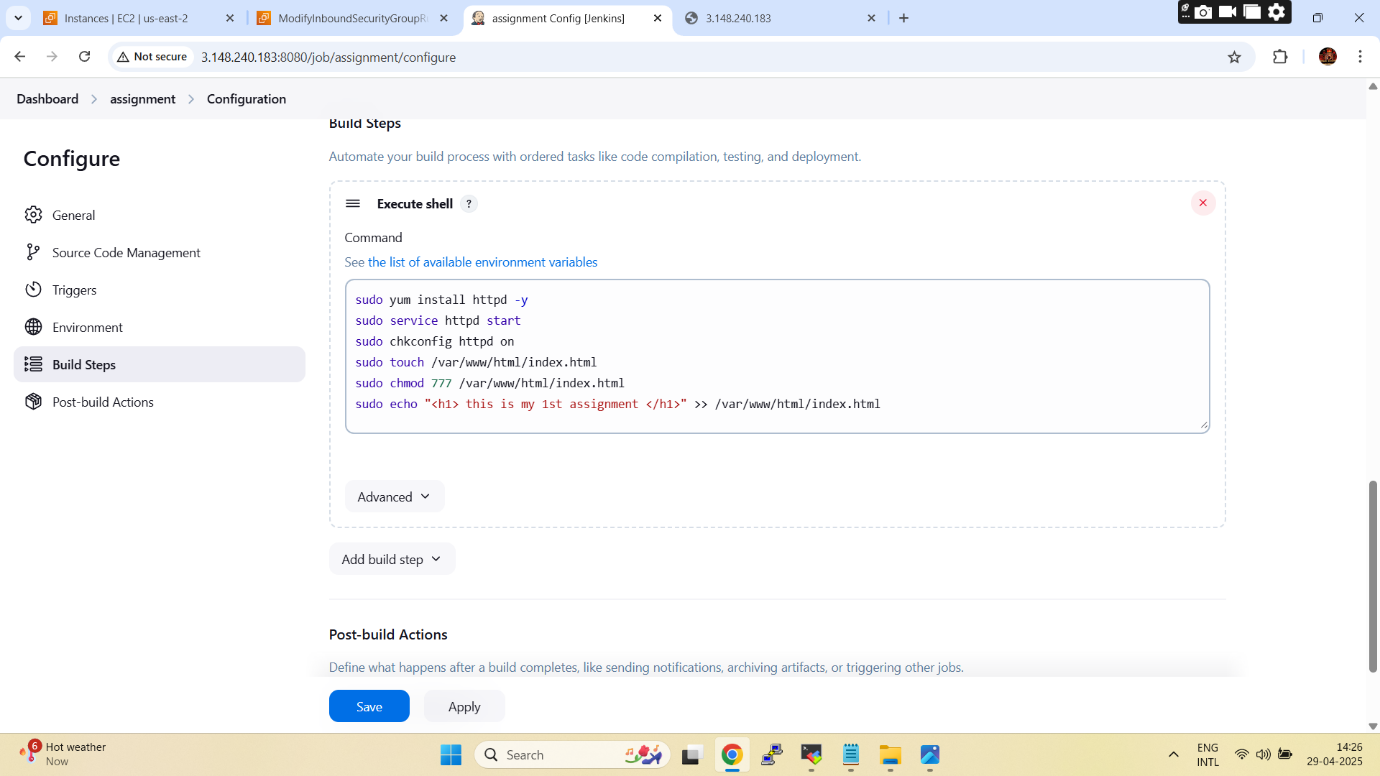 Instances | EC2 | us-east-2
ModifyInboundSecurityGroupR
assignment Config [Jenkins]
3.148.240.183
Not secure
3.148.240.183:8080/job/assignment/configure
Dashboard
assignment
Configuration
Configure
General
Source Code Management
Triggers
Environment
Build Steps
Post-build Actions
Build Steps
Automate your build process with ordered tasks like code compilation, testing, and deployment.
Execute shell ?
Command
See the list of available environment variables
sudo yum install httpd -y
sudo service httpd start
sudo chkconfig httpd on
sudo touch /var/www/html/index.html
sudo chmod 777 /var/www/html/index.html
sudo echo "<h1> this is my 1st assignment </h1>" >> /var/www/html/index.html
Advanced
Add build step
Post-build Actions
Define what happens after a build completes, like sending notifications, archiving artifacts, or triggering other jobs.
Save
Apply
6
Hot weather
Now
Search
ENG
INTL
14:26
29-04-2025